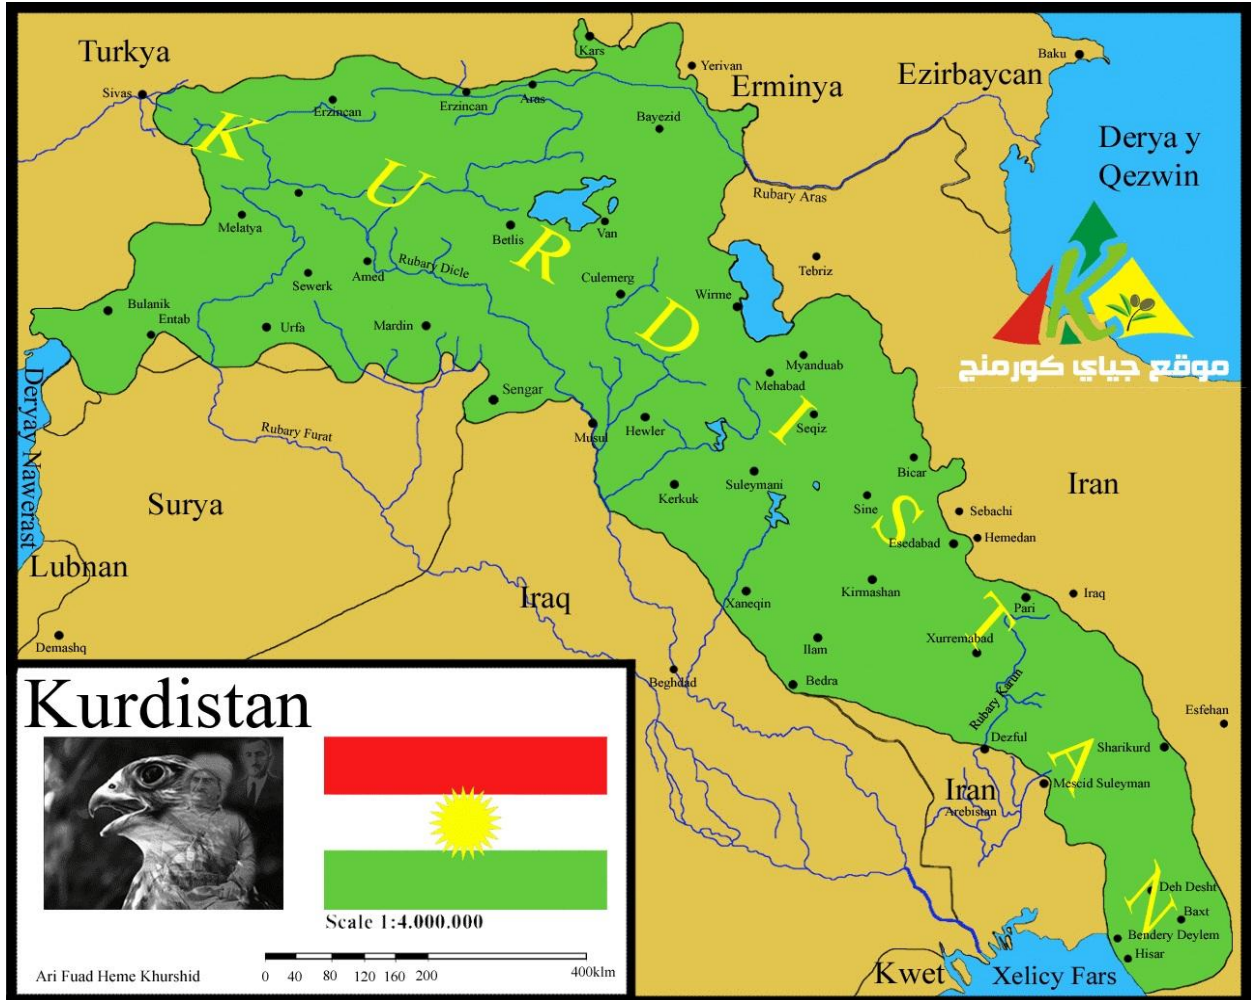 Turkya
Sivas
Erzincan
Erzincan
Aras
Kars
Yerivan
Erminya
Ezirbaycan
Baku
Derya y
Qezwin
Bayezid
Rubary Aras
KURDISTAN
Melatya
Betlis
Van
Rubary Dicle
Sewerk
Amed
Culemerg
Wirme
Tebriz
Bulanik
Entab
Urfa
Mardin
Myanduab
Mehabad
Sengar
Deryay Nawerast
Rubary Furat
Musul
Hewler
Seqiz
Bicar
Kerkuk
Suleymani
Sine
Sebachi
Hemedan
Esedabad
Iran
Surya
Lubnan
Demashq
Iraq
Xaneqin
Kirmashan
Pari
Iraq
Ilam
Xurremabad
Bedra
Beghdad
Rubary Karun
Esfehan
Dezful
Sharikurd
Iran
Arebistan
Mescid Suleyman
Deh Desht
Baxt
Bendery Deylem
Hisar
Kwet
Xelicy Fars
K
موقع جياي كورمنج
Kurdistan
Scale 1:4.000.000
0 40 80 120 160 200 400klm
Ari Fuad Heme Khurshid